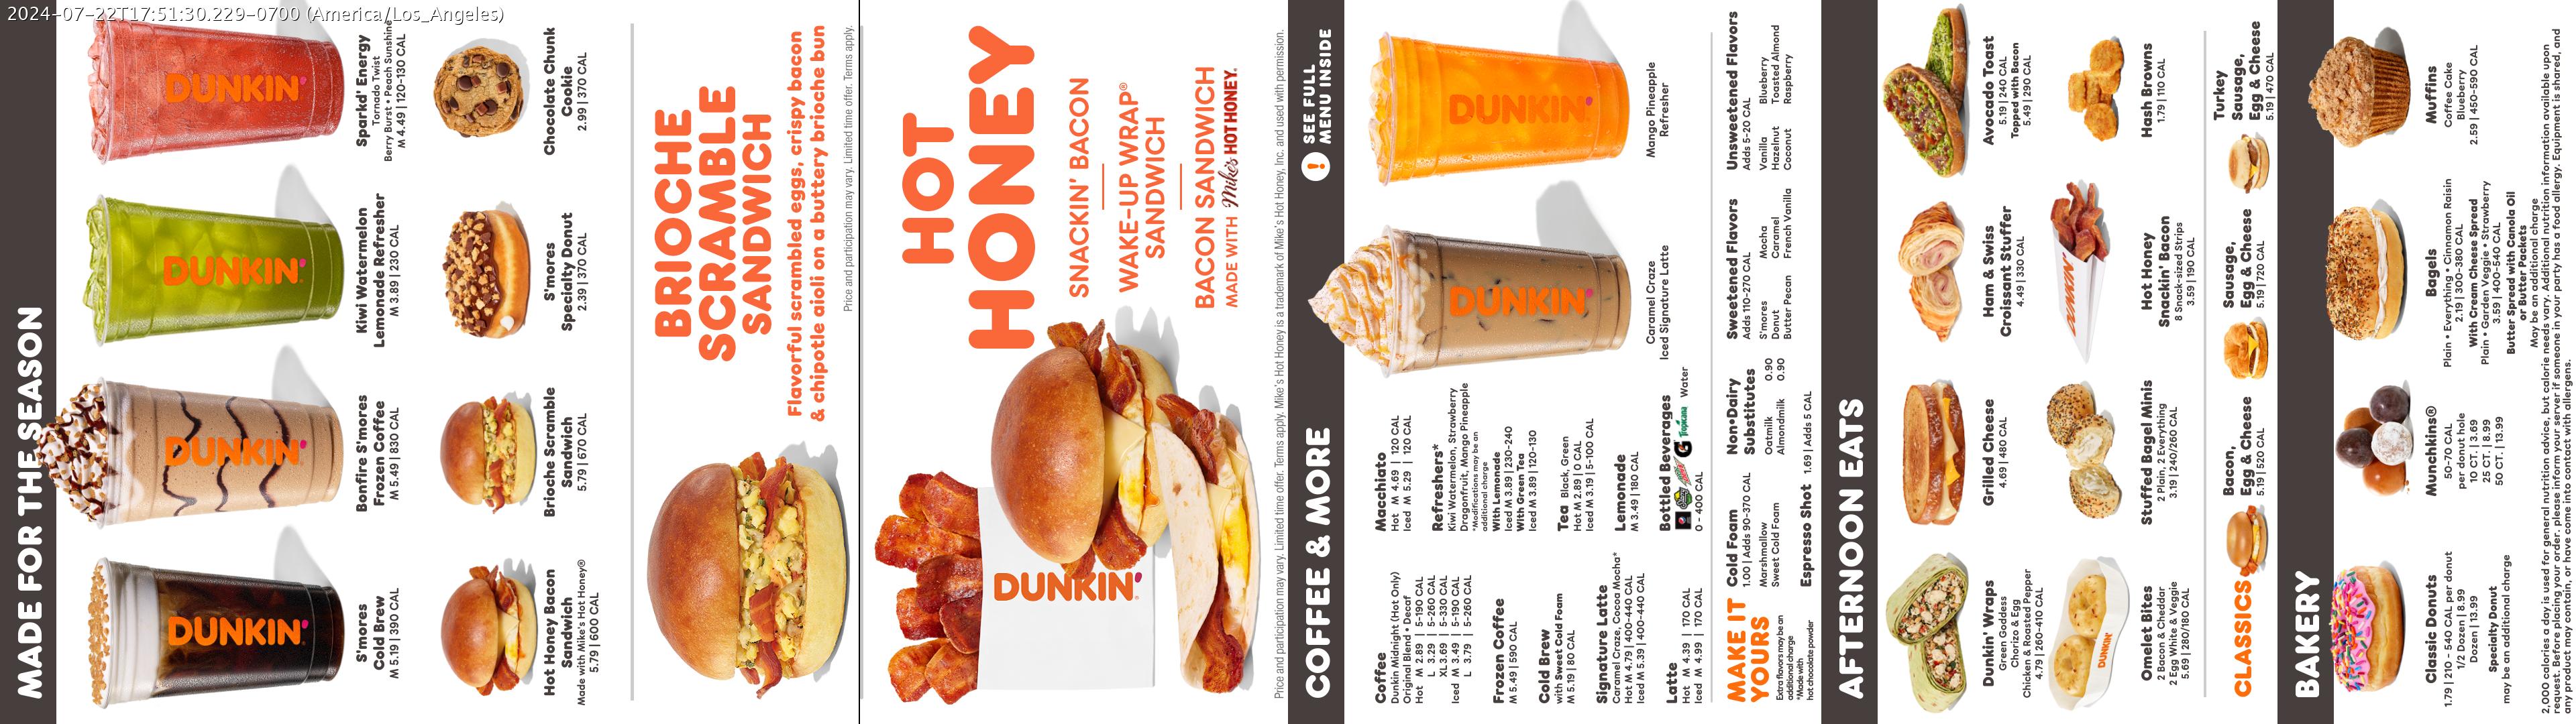 2024-07-22T17:51:30.229-0700 (America/Los_Angeles)
MADE FOR THE SEASON
DUNKIN'
S'mores
Cold Brew
M 5.19 | 390 CAL
DUNKIN'
Bonfire S'mores
Frozen Coffee
M 5.49 | 830 CAL
DUNKIN'
Kiwi Watermelon
Lemonade Refresher
M 3.89 | 230 CAL
DUNKIN'
Sparkd' Energy
Tornado Twist
Berry Burst • Peach Sunshine
M 4.49 | 120-130 CAL
Hot Honey Bacon
Sandwich
Made with Mike's Hot Honey®
5.79 | 600 CAL
Brioche Scramble
Sandwich
5.79 | 670 CAL
S'mores
Specialty Donut
2.39 | 370 CAL
Chocolate Chunk
Cookie
2.99 | 370 CAL
BRIOCHE
SCRAMBLE
SANDWICH
Flavorful scrambled eggs, crispy bacon
& chipotle aioli on a buttery brioche bun
Price and participation may vary. Limited time offer. Terms apply.
HOT
HONEY
SNACKIN' BACON
WAKE-UP WRAP®
SANDWICH
BACON SANDWICH
MADE WITH Mike's HOT HONEY.
DUNKIN'
Price and participation may vary. Limited time offer. Terms apply. Mike's Hot Honey is a trademark of Mike's Hot Honey, Inc. and used with permission.
COFFEE & MORE
! SEE FULL
MENU INSIDE
Coffee
Dunkin Midnight (Hot Only)
Original Blend • Decaf
Hot M 2.89 | 5-190 CAL
L 3.29 | 5-260 CAL
XL 3.69 | 5-330 CAL
Iced M 3.49 | 5-190 CAL
L 3.79 | 5-260 CAL
Frozen Coffee
M 5.49 | 590 CAL
Cold Brew
with Sweet Cold Foam
M 5.19 | 80 CAL
Signature Latte
Caramel Craze, Cocoa Mocha*
Hot M 4.79 | 400-440 CAL
Iced M 5.39 | 400-440 CAL
Latte
Hot M 4.39 | 170 CAL
Iced M 4.99 | 170 CAL
Macchiato
Hot M 4.69 | 120 CAL
Iced M 5.29 | 120 CAL
Refreshers*
Kiwi Watermelon, Strawberry
Dragonfruit, Mango Pineapple
*Modifications may be an
additional charge
With Lemonade
Iced M 3.89 | 230-240
With Green Tea
Iced M 3.89 | 120-130
Tea Black, Green
Hot M 2.89 | 0 CAL
Iced M 3.19 | 5-100 CAL
Lemonade
M 3.49 | 180 CAL
Bottled Beverages
G Tropicana Water
0 - 400 CAL
DUNKIN'
Caramel Craze
Iced Signature Latte
DUNKIN'
Mango Pineapple
Refresher
MAKE IT
YOURS
Extra flavors may be an
additional charge
*Made with
hot chocolate powder
Cold Foam
1.00 | Adds 90-370 CAL
Marshmallow
Sweet Cold Foam
Espresso Shot 1.69 | Adds 5 CAL
Non•Dairy
Substitutes
Oatmilk 0.90
Almondmilk 0.90
Sweetened Flavors
Adds 110-270 CAL
S'mores Mocha
Donut Caramel
Butter Pecan French Vanilla
Unsweetened Flavors
Adds 5-20 CAL
Vanilla Blueberry
Hazelnut Toasted Almond
Coconut Raspberry
AFTERNOON EATS
Dunkin' Wraps
Green Goddess
Chorizo & Egg
Chicken & Roasted Pepper
4.79 | 260-410 CAL
Grilled Cheese
4.69 | 480 CAL
Ham & Swiss
Croissant Stuffer
4.49 | 330 CAL
Avocado Toast
5.19 | 240 CAL
Topped with Bacon
5.49 | 290 CAL
DUNKIN'
Omelet Bites
2 Bacon & Cheddar
2 Egg White & Veggie
5.69 | 280/180 CAL
Stuffed Bagel Minis
2 Plain, 2 Everything
3.19 | 240/260 CAL
DUNKIN'
Hot Honey
Snackin' Bacon
8 Snack-sized Strips
3.59 | 190 CAL
Hash Browns
1.79 | 110 CAL
CLASSICS
Bacon,
Egg & Cheese
5.19 | 520 CAL
Sausage,
Egg & Cheese
5.19 | 720 CAL
Turkey
Sausage,
Egg & Cheese
5.19 | 470 CAL
BAKERY
Classic Donuts
1.79 | 210 - 540 CAL per donut
1/2 Dozen | 8.99
Dozen | 13.99
Specialty Donut
may be an additional charge
Munchkins®
50-70 CAL
per donut hole
10 CT. | 3.69
25 CT. | 8.99
50 CT. | 13.99
Bagels
Plain • Everything • Cinnamon Raisin
2.19 | 300-380 CAL
With Cream Cheese Spread
Plain • Garden Veggie • Strawberry
3.59 | 400-540 CAL
Butter Spread with Canola Oil
or Butter Packets
May be an additional charge
Muffins
Coffee Cake
Blueberry
2.59 | 450-590 CAL
2,000 calories a day is used for general nutrition advice, but calorie needs vary. Additional nutrition information available upon
request. Before placing your order, please inform your server if someone in your party has a food allergy. Equipment is shared, and
any product may contain, or have come into contact with allergens.